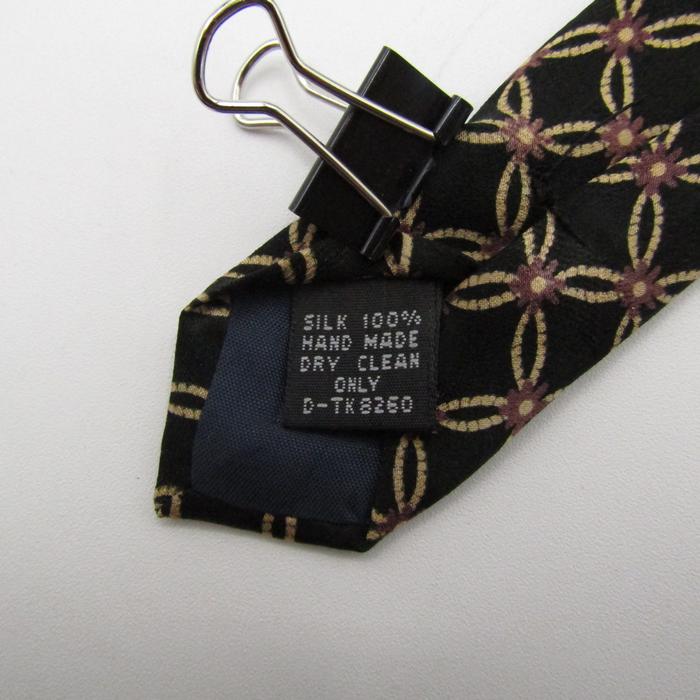 SILK 100%
HAND MADE
DRY CLEAN
ONLY
D-TK8260